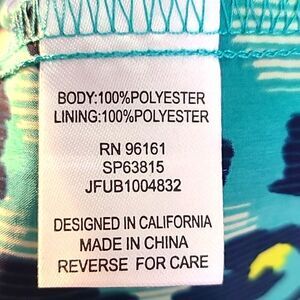 BODY:100%POLYESTER
LINING:100%POLYESTER
RN 96161
SP63815
JFUB1004832
DESIGNED IN CALIFORNIA
MADE IN CHINA
REVERSE FOR CARE